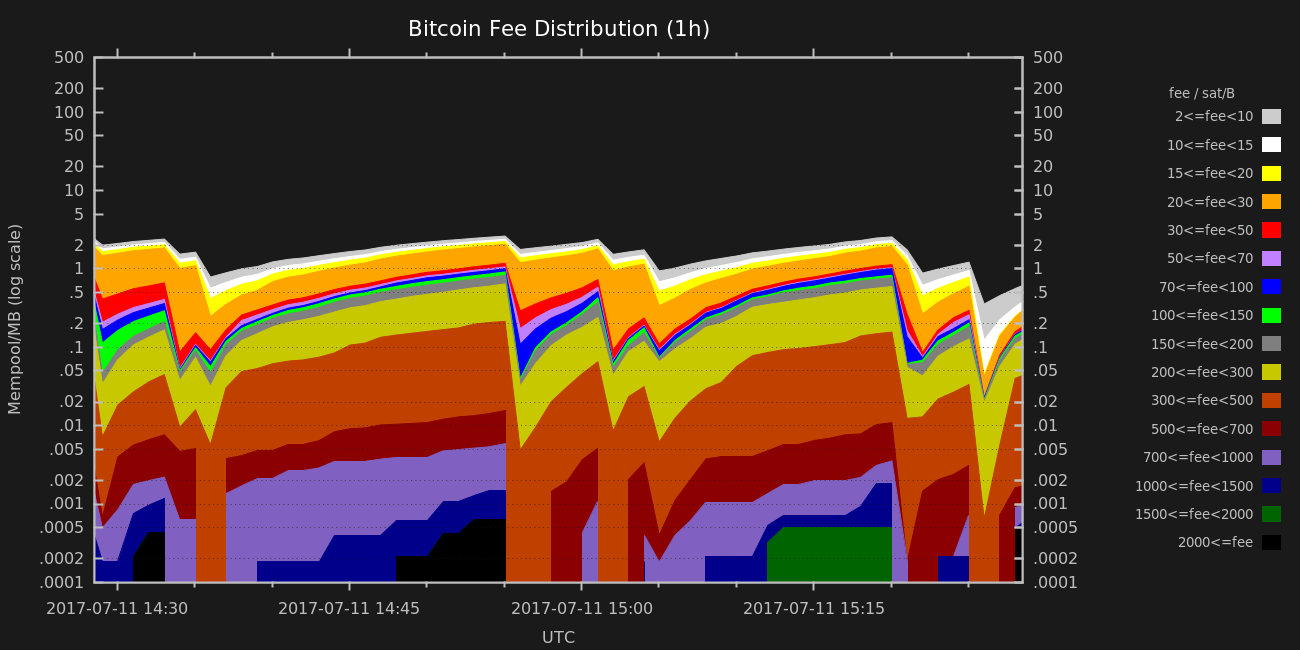 Bitcoin Fee Distribution (1h)
500
200
100
50
20
10
5
2
1
.5
.2
.1
.05
.02
.01
.005
.002
.001
.0005
.0002
.0001
Mempool/MB (log scale)
500
200
100
50
20
10
5
2
1
.5
.2
.1
.05
.02
.01
.005
.002
.001
.0005
.0002
.0001
2017-07-11 14:30
2017-07-11 14:45
2017-07-11 15:00
2017-07-11 15:15
UTC
fee / sat/B
2<=fee<10
10<=fee<15
15<=fee<20
20<=fee<30
30<=fee<50
50<=fee<70
70<=fee<100
100<=fee<150
150<=fee<200
200<=fee<300
300<=fee<500
500<=fee<700
700<=fee<1000
1000<=fee<1500
1500<=fee<2000
2000<=fee